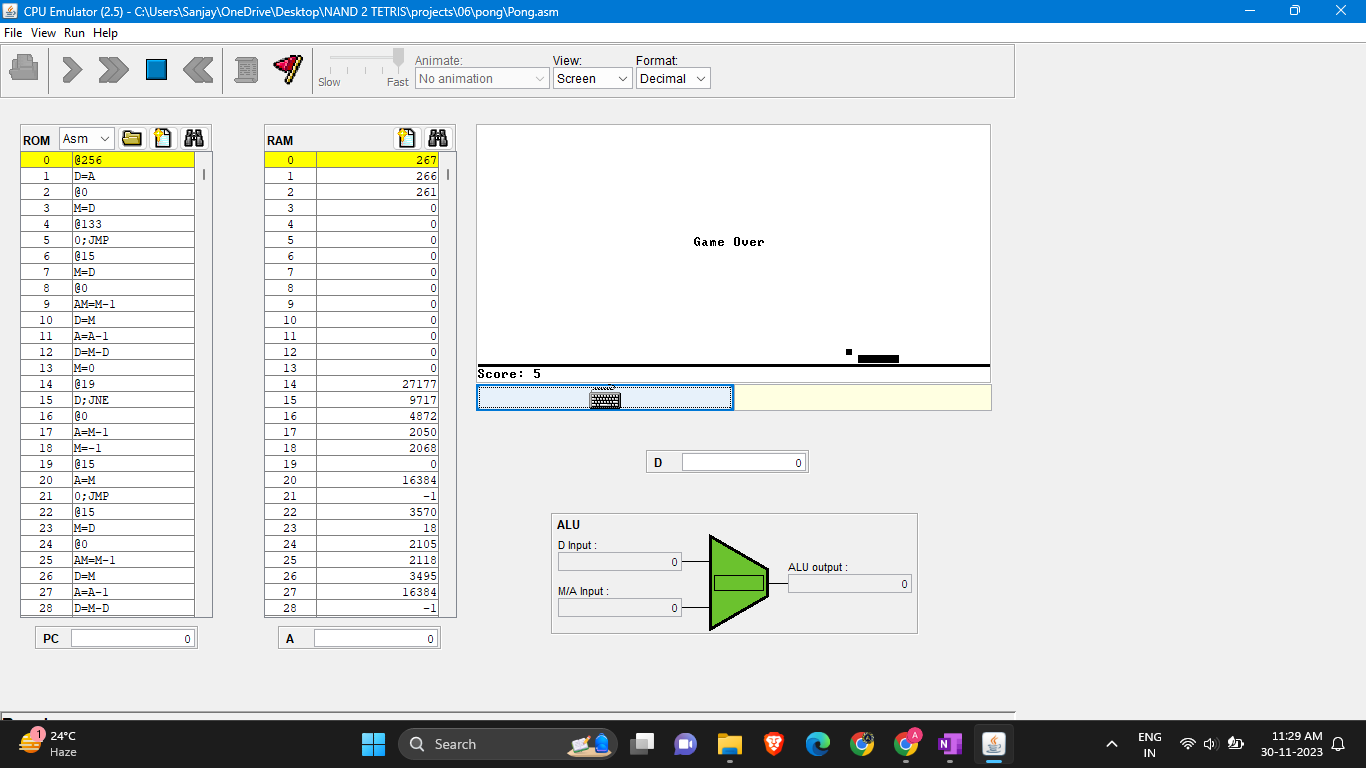 CPU Emulator (2.5) - C:\Users\Sanjay\OneDrive\Desktop\NAND 2 TETRIS\projects\06\pong\Pong.asm
File View Run Help
Slow Fast
Animate:
No animation
View:
Screen
Format:
Decimal
ROM Asm
0 @256
1 D=A
2 @0
3 M=D
4 @133
5 0;JMP
6 @15
7 M=D
8 @0
9 AM=M-1
10 D=M
11 A=A-1
12 D=M-D
13 M=0
14 @19
15 D;JNE
16 @0
17 A=M-1
18 M=-1
19 @15
20 A=M
21 0;JMP
22 @15
23 M=D
24 @0
25 AM=M-1
26 D=M
27 A=A-1
28 D=M-D
PC 0
RAM
0 267
1 266
2 261
3 0
4 0
5 0
6 0
7 0
8 0
9 0
10 0
11 0
12 0
13 0
14 27177
15 9717
16 4872
17 2050
18 2068
19 0
20 16384
21 -1
22 3570
23 18
24 2105
25 2118
26 3495
27 16384
28 -1
A 0
Game Over
Score: 5
D 0
ALU
D Input :
0
M/A Input :
0
ALU output :
0
1
24°C
Haze
Search
A
N
ENG
IN
11:29 AM
30-11-2023